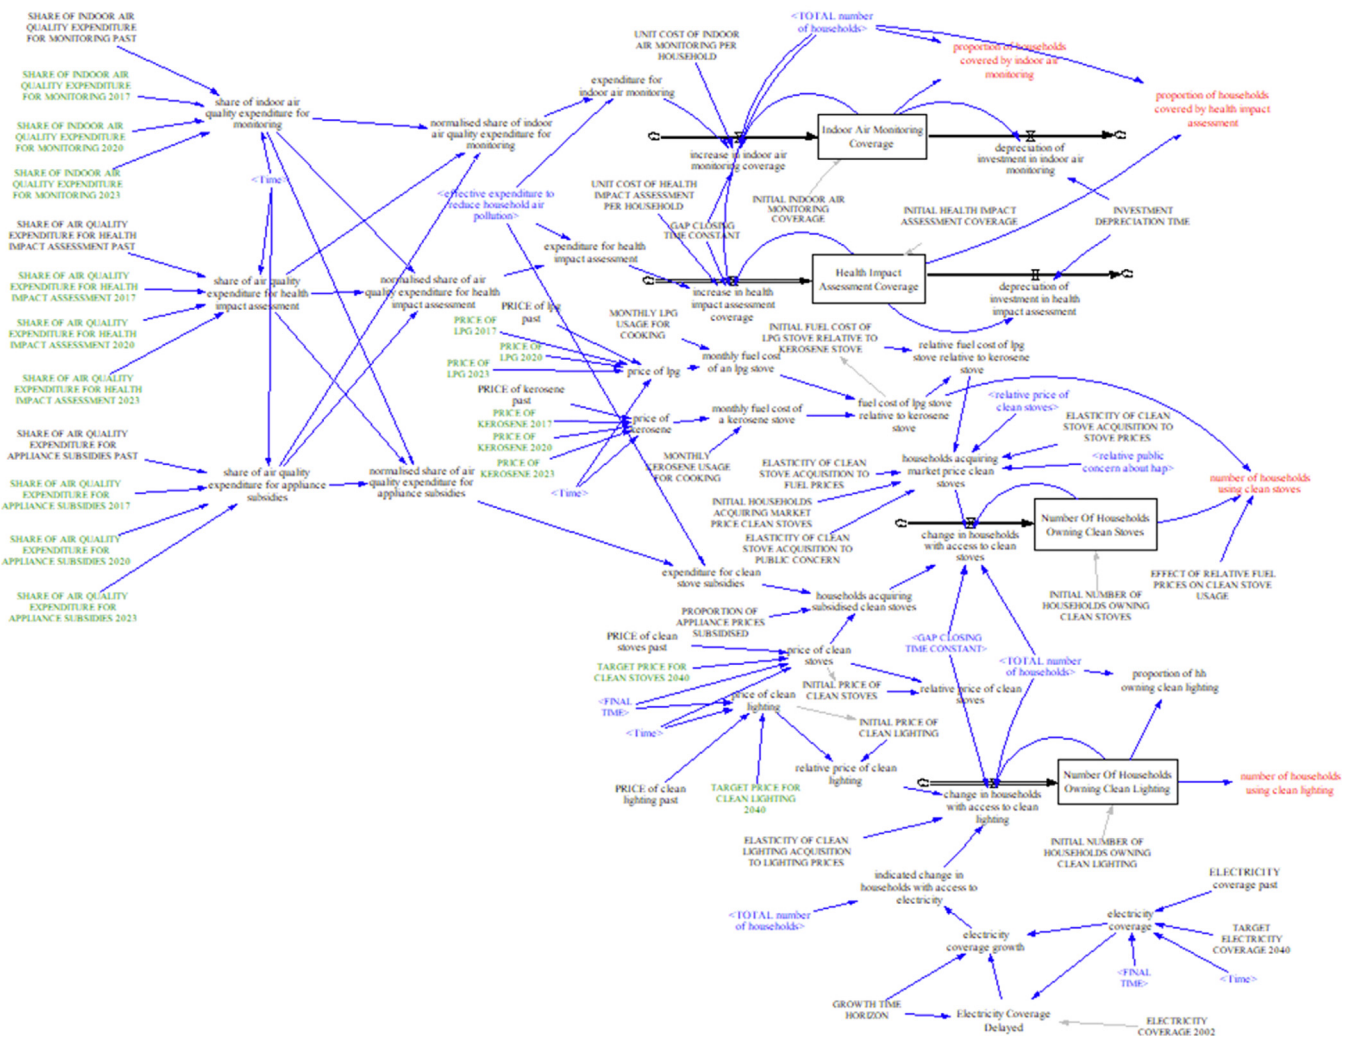 SHARE OF INDOOR AIR
QUALITY EXPENDITURE
FOR MONITORING PAST
SHARE OF INDOOR AIR
QUALITY EXPENDITURE
FOR MONITORING 2017
SHARE OF INDOOR AIR
QUALITY EXPENDITURE
FOR MONITORING 2020
SHARE OF INDOOR AIR
QUALITY EXPENDITURE
FOR MONITORING 2023
share of indoor air
quality expenditure for
monitoring
<Time>
normalised share of indoor
air quality expenditure for
monitoring
expenditure for
indoor air monitoring
<effective expenditure to
reduce household air
pollution>
UNIT COST OF INDOOR
AIR MONITORING PER
HOUSEHOLD
<TOTAL number
of households>
proportion of households
covered by indoor air
monitoring
proportion of households
covered by health impact
assessment
increase in indoor air
monitoring coverage
Indoor Air Monitoring
Coverage
depreciation of
investment in indoor air
monitoring
UNIT COST OF HEALTH
IMPACT ASSESSMENT
PER HOUSEHOLD
INITIAL INDOOR AIR
MONITORING
COVERAGE
GAP CLOSING
TIME CONSTANT
INITIAL HEALTH IMPACT
ASSESSMENT COVERAGE
INVESTMENT
DEPRECIATION TIME
SHARE OF AIR QUALITY
EXPENDITURE FOR HEALTH
IMPACT ASSESSMENT PAST
SHARE OF AIR QUALITY
EXPENDITURE FOR HEALTH
IMPACT ASSESSMENT 2017
SHARE OF AIR QUALITY
EXPENDITURE FOR HEALTH
IMPACT ASSESSMENT 2020
SHARE OF AIR QUALITY
EXPENDITURE FOR HEALTH
IMPACT ASSESSMENT 2023
share of air quality
expenditure for health
impact assessment
normalised share of air
quality expenditure for health
impact assessment
expenditure for health
impact assessment
increase in health
impact assessment
coverage
Health Impact
Assessment Coverage
depreciation of
investment in health
impact assessment
PRICE of lpg
past
PRICE OF
LPG 2017
PRICE OF
LPG 2020
PRICE OF
LPG 2023
price of lpg
MONTHLY LPG
USAGE FOR
COOKING
monthly fuel cost
of an lpg stove
INITIAL FUEL COST OF
LPG STOVE RELATIVE TO
KEROSENE STOVE
relative fuel cost of lpg
stove relative to kerosene
stove
PRICE of kerosene
past
PRICE OF
KEROSENE 2017
PRICE OF
KEROSENE 2020
PRICE OF
KEROSENE 2023
price of
kerosene
<Time>
monthly fuel cost of
a kerosene stove
MONTHLY
KEROSENE USAGE
FOR COOKING
fuel cost of lpg stove
relative to kerosene
stove
<relative price of
clean stoves>
ELASTICITY OF CLEAN
STOVE ACQUISITION TO
STOVE PRICES
<relative public
concern about hap>
households acquiring
market price clean
stoves
ELASTICITY OF CLEAN
STOVE ACQUISITION TO
FUEL PRICES
INITIAL HOUSEHOLDS
ACQUIRING MARKET
PRICE CLEAN STOVES
ELASTICITY OF CLEAN
STOVE ACQUISITION TO
PUBLIC CONCERN
number of households
using clean stoves
SHARE OF AIR QUALITY
EXPENDITURE FOR
APPLIANCE SUBSIDIES PAST
SHARE OF AIR QUALITY
EXPENDITURE FOR
APPLIANCE SUBSIDIES 2017
SHARE OF AIR QUALITY
EXPENDITURE FOR
APPLIANCE SUBSIDIES 2020
SHARE OF AIR QUALITY
EXPENDITURE FOR
APPLIANCE SUBSIDIES 2023
share of air quality
expenditure for appliance
subsidies
normalised share of air
quality expenditure for
appliance subsidies
change in households
with access to clean
stoves
Number Of Households
Owning Clean Stoves
INITIAL NUMBER OF
HOUSEHOLDS OWNING
CLEAN STOVES
EFFECT OF RELATIVE FUEL
PRICES ON CLEAN STOVE
USAGE
expenditure for clean
stove subsidies
households acquiring
subsidised clean stoves
PROPORTION OF
APPLIANCE PRICES
SUBSIDISED
PRICE of clean
stoves past
TARGET PRICE FOR
CLEAN STOVES 2040
<FINAL
TIME>
<Time>
price of clean
stoves
INITIAL PRICE OF
CLEAN STOVES
relative price of clean
stoves
<GAP CLOSING
TIME CONSTANT>
<TOTAL number
of households>
proportion of hh
owning clean lighting
price of clean
lighting
INITIAL PRICE OF
CLEAN LIGHTING
relative price of clean
lighting
PRICE of clean
lighting past
TARGET PRICE FOR
CLEAN LIGHTING
2040
change in households
with access to clean
lighting
Number Of Households
Owning Clean Lighting
number of households
using clean lighting
ELASTICITY OF CLEAN
LIGHTING ACQUISITION
TO LIGHTING PRICES
INITIAL NUMBER OF
HOUSEHOLDS OWNING
CLEAN LIGHTING
indicated change in
households with access to
electricity
<TOTAL number
of households>
electricity
coverage growth
electricity
coverage
ELECTRICITY
coverage past
TARGET
ELECTRICITY
COVERAGE 2040
<FINAL
TIME>
<Time>
GROWTH TIME
HORIZON
Electricity Coverage
Delayed
ELECTRICITY
COVERAGE 2002